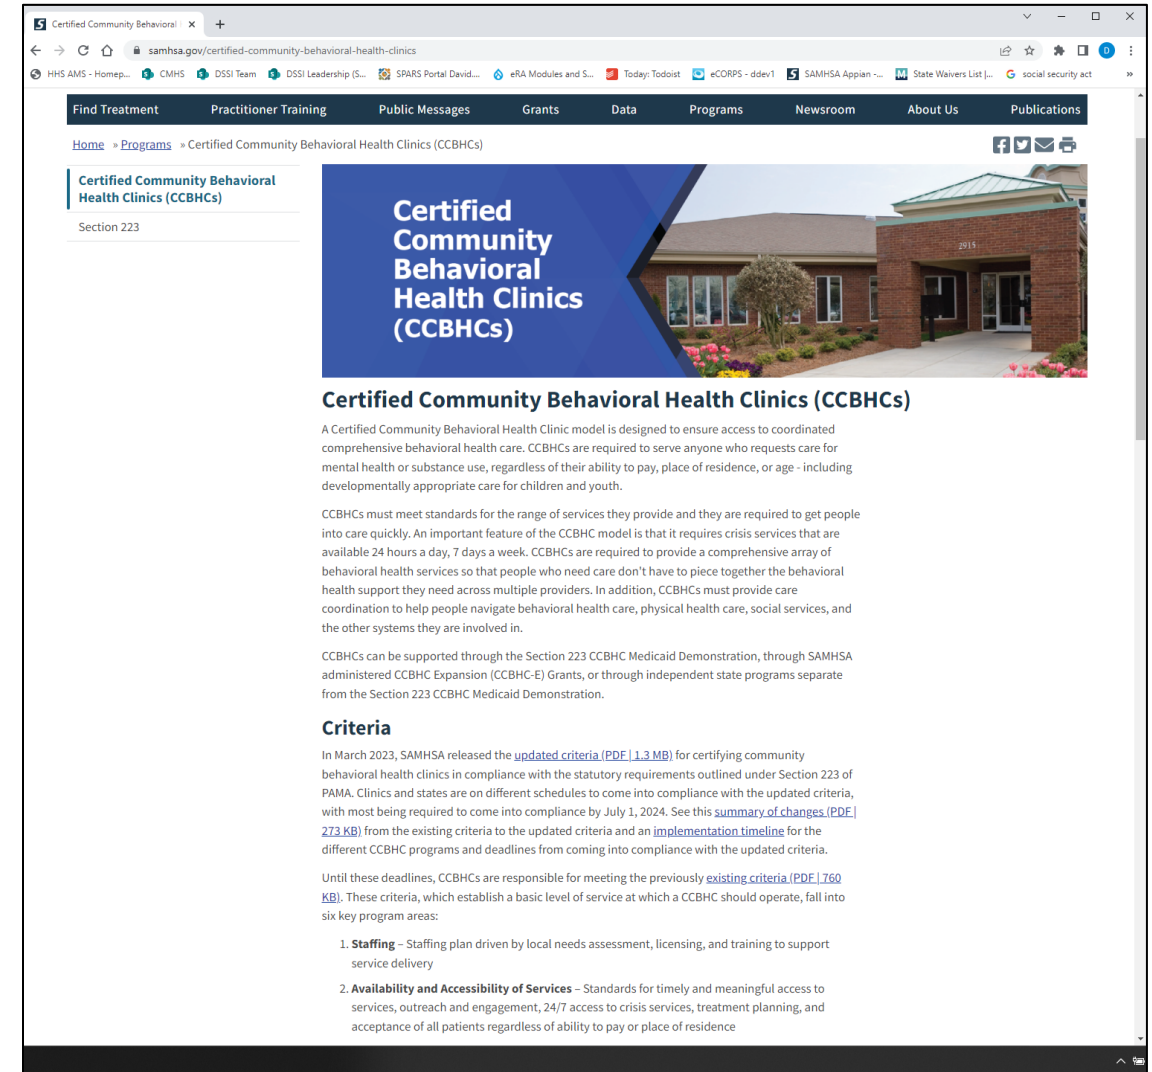 Certified Community Behavioral
samhsa.gov/certified-community-behavioral-health-clinics
D
HHS AMS - Homep... CMHS DSSI Team DSSI Leadership (S... SPARS Portal David.... eRA Modules and S... Today: Todoist eCORPS - ddev1 SAMHSA Appian -... State Waivers List |... social security act
Find Treatment Practitioner Training Public Messages Grants Data Programs Newsroom About Us Publications
Home » Programs » Certified Community Behavioral Health Clinics (CCBHCs)
Certified Community Behavioral
Health Clinics (CCBHCs)
Section 223
Certified
Community
Behavioral
Health Clinics
(CCBHCs)
2915
Certified Community Behavioral Health Clinics (CCBHCs)
A Certified Community Behavioral Health Clinic model is designed to ensure access to coordinated
comprehensive behavioral health care. CCBHCs are required to serve anyone who requests care for
mental health or substance use, regardless of their ability to pay, place of residence, or age - including
developmentally appropriate care for children and youth.
CCBHCs must meet standards for the range of services they provide and they are required to get people
into care quickly. An important feature of the CCBHC model is that it requires crisis services that are
available 24 hours a day, 7 days a week. CCBHCs are required to provide a comprehensive array of
behavioral health services so that people who need care don't have to piece together the behavioral
health support they need across multiple providers. In addition, CCBHCs must provide care
coordination to help people navigate behavioral health care, physical health care, social services, and
the other systems they are involved in.
CCBHCs can be supported through the Section 223 CCBHC Medicaid Demonstration, through SAMHSA
administered CCBHC Expansion (CCBHC-E) Grants, or through independent state programs separate
from the Section 223 CCBHC Medicaid Demonstration.
Criteria
In March 2023, SAMHSA released the updated criteria (PDF | 1.3 MB) for certifying community
behavioral health clinics in compliance with the statutory requirements outlined under Section 223 of
PAMA. Clinics and states are on different schedules to come into compliance with the updated criteria,
with most being required to come into compliance by July 1, 2024. See this summary of changes (PDF |
273 KB) from the existing criteria to the updated criteria and an implementation timeline for the
different CCBHC programs and deadlines from coming into compliance with the updated criteria.
Until these deadlines, CCBHCs are responsible for meeting the previously existing criteria (PDF | 760
KB). These criteria, which establish a basic level of service at which a CCBHC should operate, fall into
six key program areas:
1. Staffing – Staffing plan driven by local needs assessment, licensing, and training to support
service delivery
2. Availability and Accessibility of Services – Standards for timely and meaningful access to
services, outreach and engagement, 24/7 access to crisis services, treatment planning, and
acceptance of all patients regardless of ability to pay or place of residence